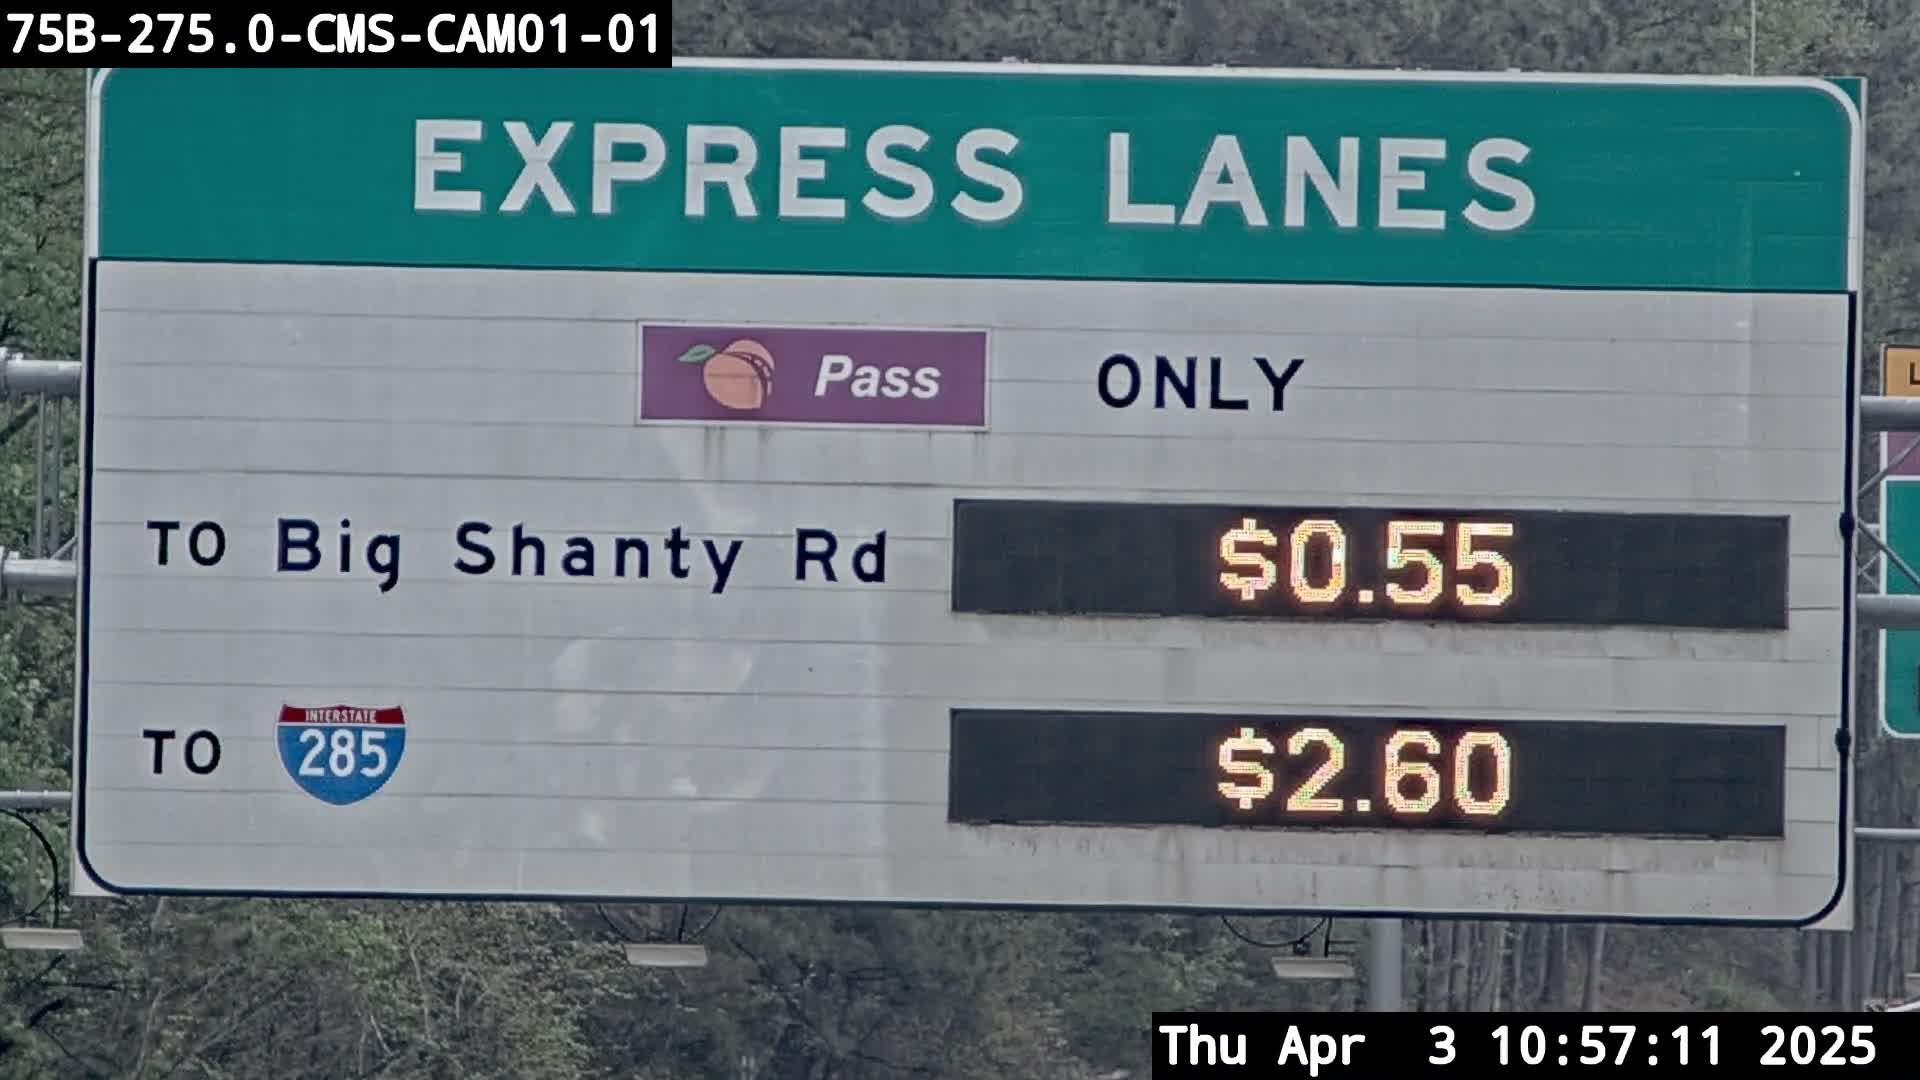 75B-275.0-CMS-CAM01-01
EXPRESS LANES
Pass ONLY
TO Big Shanty Rd $0.55
INTERSTATE
TO 285 $2.60
Thu Apr 3 10:57:11 2025